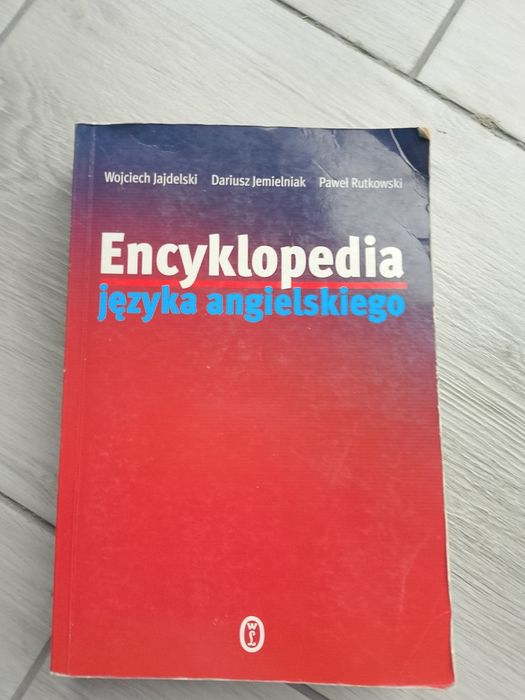 Wojciech Jajdelski Dariusz Jemielniak Paweł Rutkowski
Encyklopedia
języka angielskiego